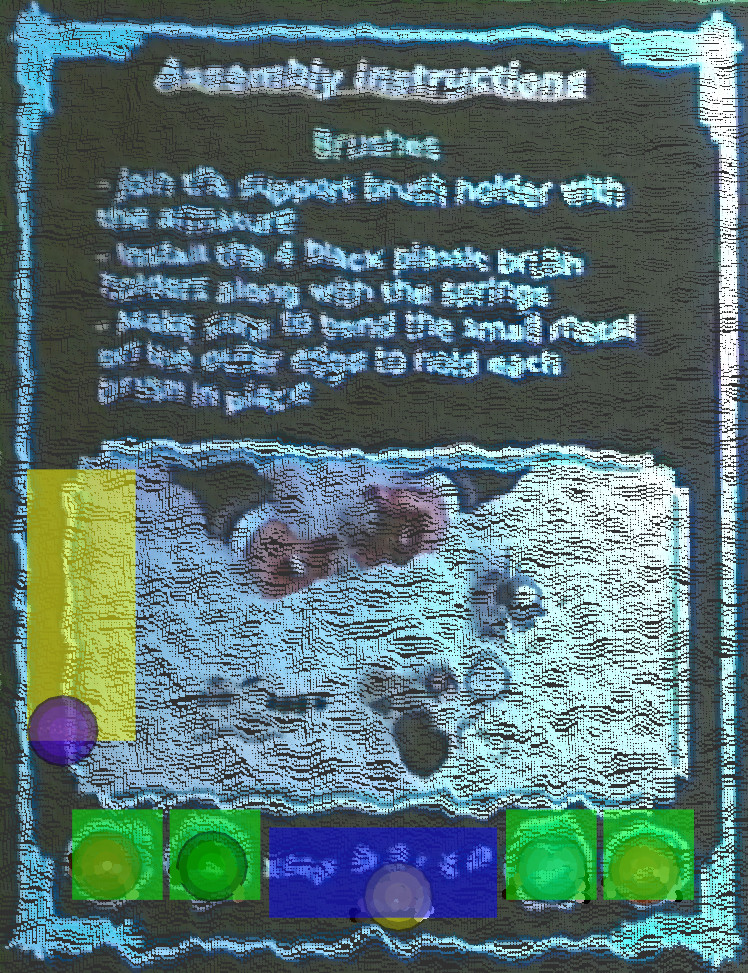 Assembly Instructions
Brushes
- Join the support brush holder with
the armature
- Install the 4 black plastic brush
holders along with the springs
- Make sure to bend the small metal
on the outer edge to hold each
brush in place